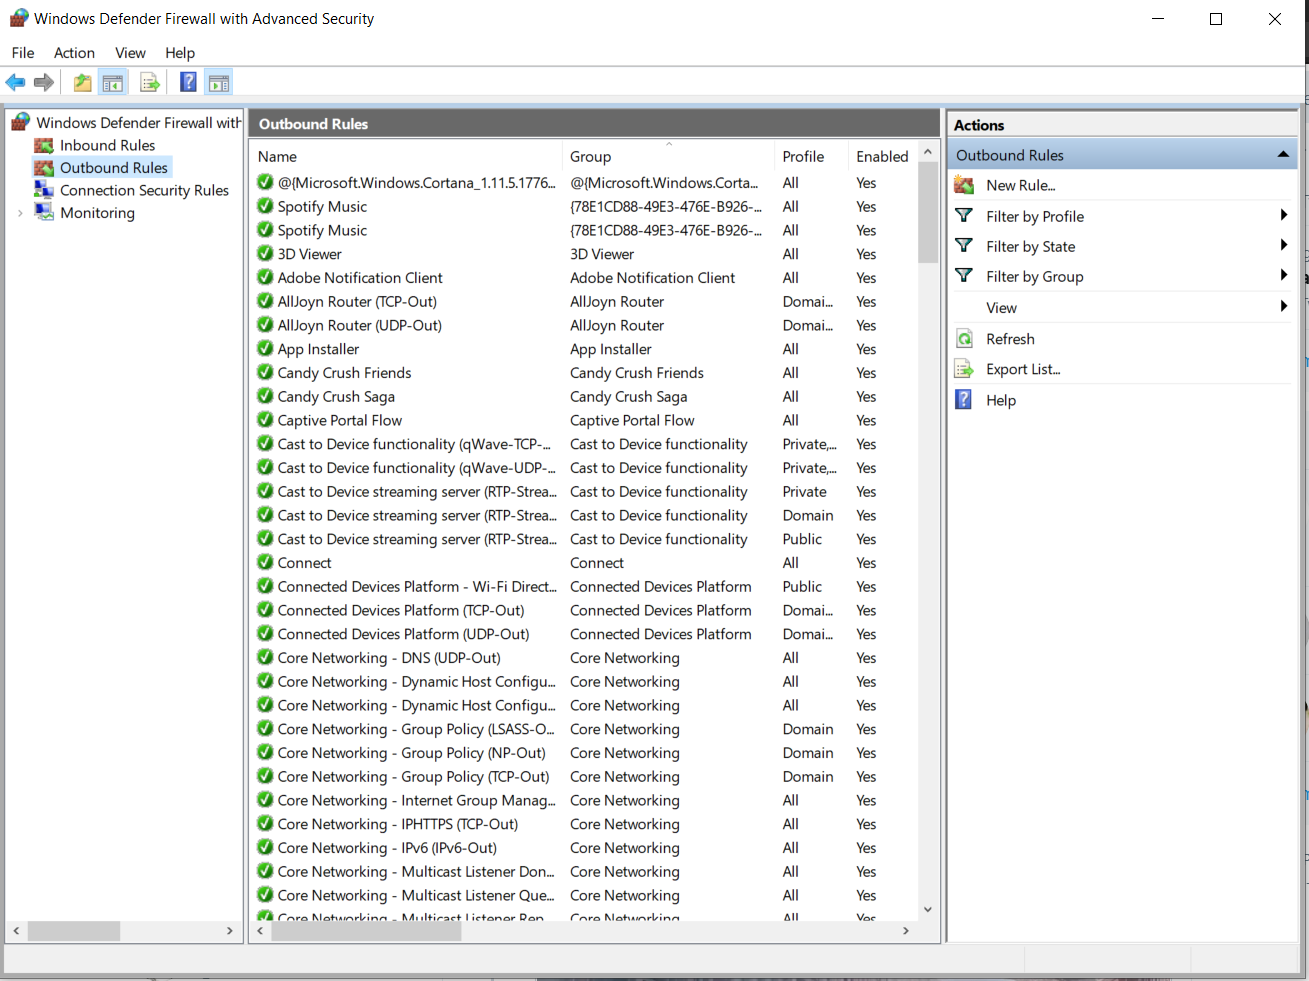 Windows Defender Firewall with Advanced Security
File Action View Help
Windows Defender Firewall with
Inbound Rules
Outbound Rules
Connection Security Rules
Monitoring
Outbound Rules
Name Group Profile Enabled
@{Microsoft.Windows.Cortana_1.11.5.1776... @{Microsoft.Windows.Corta... All Yes
Spotify Music {78E1CD88-49E3-476E-B926-... All Yes
Spotify Music {78E1CD88-49E3-476E-B926-... All Yes
3D Viewer 3D Viewer All Yes
Adobe Notification Client Adobe Notification Client All Yes
AllJoyn Router (TCP-Out) AllJoyn Router Domai... Yes
AllJoyn Router (UDP-Out) AllJoyn Router Domai... Yes
App Installer App Installer All Yes
Candy Crush Friends Candy Crush Friends All Yes
Candy Crush Saga Candy Crush Saga All Yes
Captive Portal Flow Captive Portal Flow All Yes
Cast to Device functionality (qWave-TCP-... Cast to Device functionality Private,... Yes
Cast to Device functionality (qWave-UDP-... Cast to Device functionality Private,... Yes
Cast to Device streaming server (RTP-Strea... Cast to Device functionality Private Yes
Cast to Device streaming server (RTP-Strea... Cast to Device functionality Domain Yes
Cast to Device streaming server (RTP-Strea... Cast to Device functionality Public Yes
Connect Connect All Yes
Connected Devices Platform - Wi-Fi Direct... Connected Devices Platform Public Yes
Connected Devices Platform (TCP-Out) Connected Devices Platform Domai... Yes
Connected Devices Platform (UDP-Out) Connected Devices Platform Domai... Yes
Core Networking - DNS (UDP-Out) Core Networking All Yes
Core Networking - Dynamic Host Configu... Core Networking All Yes
Core Networking - Dynamic Host Configu... Core Networking All Yes
Core Networking - Group Policy (LSASS-O... Core Networking Domain Yes
Core Networking - Group Policy (NP-Out) Core Networking Domain Yes
Core Networking - Group Policy (TCP-Out) Core Networking Domain Yes
Core Networking - Internet Group Manag... Core Networking All Yes
Core Networking - IPHTTPS (TCP-Out) Core Networking All Yes
Core Networking - IPv6 (IPv6-Out) Core Networking All Yes
Core Networking - Multicast Listener Don... Core Networking All Yes
Core Networking - Multicast Listener Que... Core Networking All Yes
Core Networking - Multicast Listener Rep... Core Networking All Yes
Actions
Outbound Rules
New Rule...
Filter by Profile
Filter by State
Filter by Group
View
Refresh
Export List...
Help